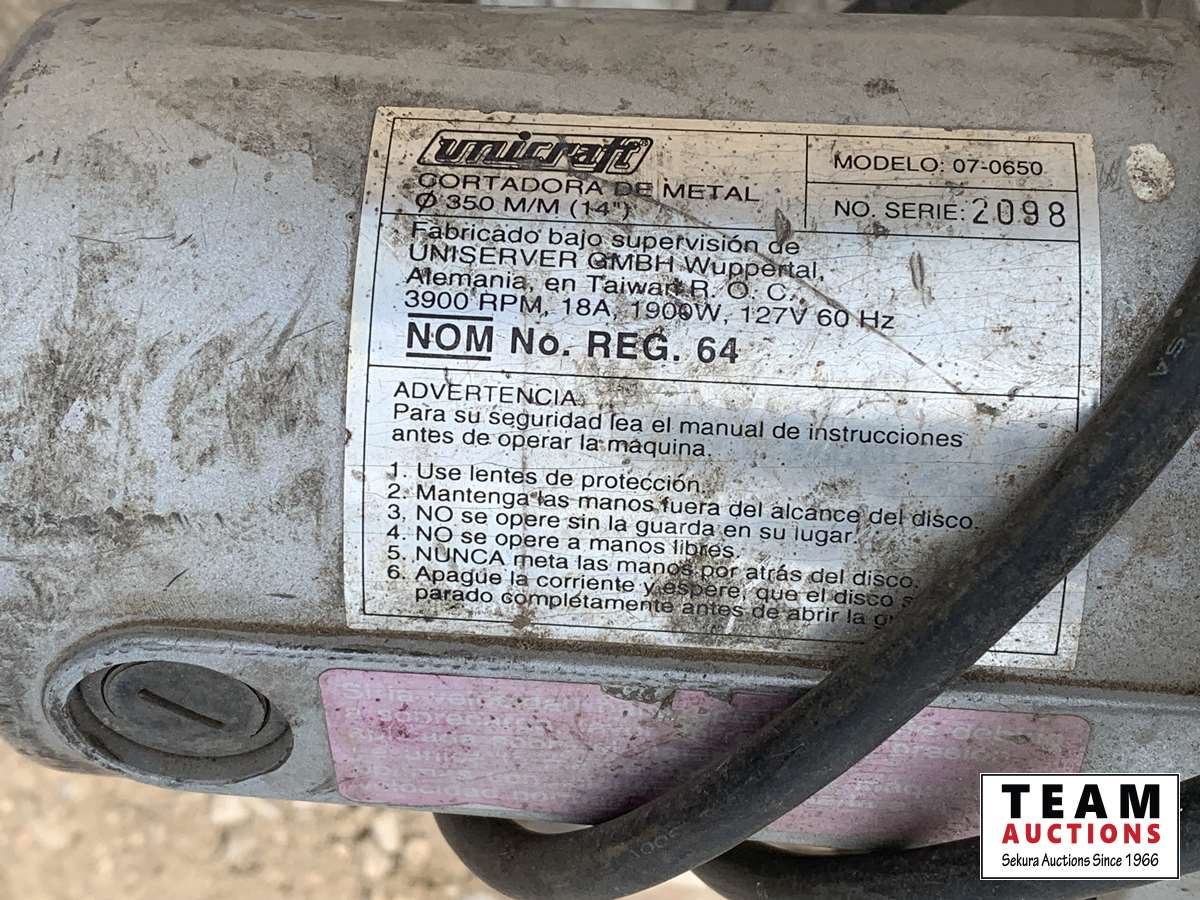 unicraft®
CORTADORA DE METAL
Ø 350 M/M (14")
MODELO: 07-0650
NO. SERIE: 2098
Fabricado bajo supervisión de
UNISERVER GMBH Wuppertal,
Alemania, en Taiwan R. O. C.
3900 RPM, 18A, 1900W, 127V 60 Hz
NOM No. REG. 64
ADVERTENCIA.
Para su seguridad lea el manual de instrucciones
antes de operar la máquina.
1. Use lentes de protección.
2. Mantenga las manos fuera del alcance del disco.
3. NO se opere sin la guarda en su lugar.
4. NO se opere a manos libres.
5. NUNCA meta las manos por atrás del disco.
6. Apague la corriente y espere, que el disco
parado completamente antes de abrir la
TEAM
AUCTIONS
Sekura Auctions Since 1966